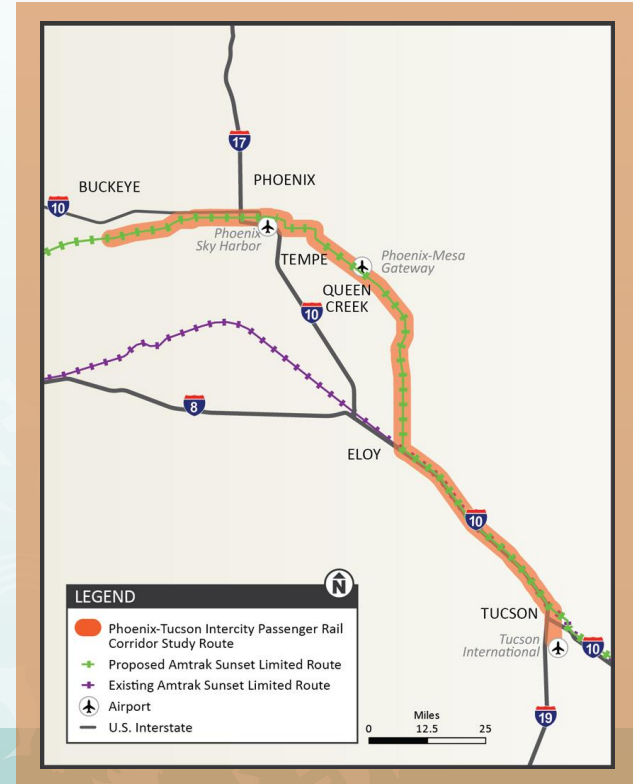 17
BUCKEYE
PHOENIX
10
Phoenix
Sky Harbor
TEMPE
Phoenix-Mesa
Gateway
QUEEN
CREEK
10
8
ELOY
10
TUCSON
Tucson
International
10
19
N
LEGEND
Phoenix-Tucson Intercity Passenger Rail
Corridor Study Route
Proposed Amtrak Sunset Limited Route
Existing Amtrak Sunset Limited Route
Airport
U.S. Interstate
Miles
0 12.5 25